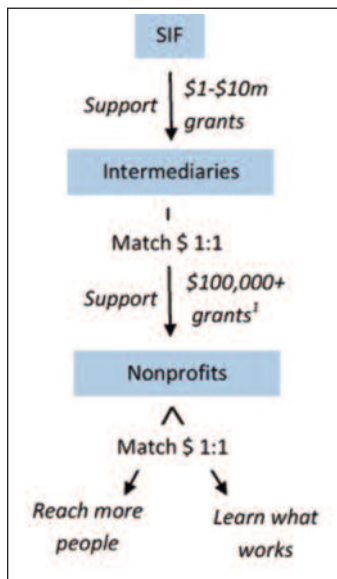 SIF
Support
$1-$10m
grants
Intermediaries
Match $ 1:1
Support
$100,000+
grants¹
Nonprofits
Match $ 1:1
Reach more
people
Learn what
works